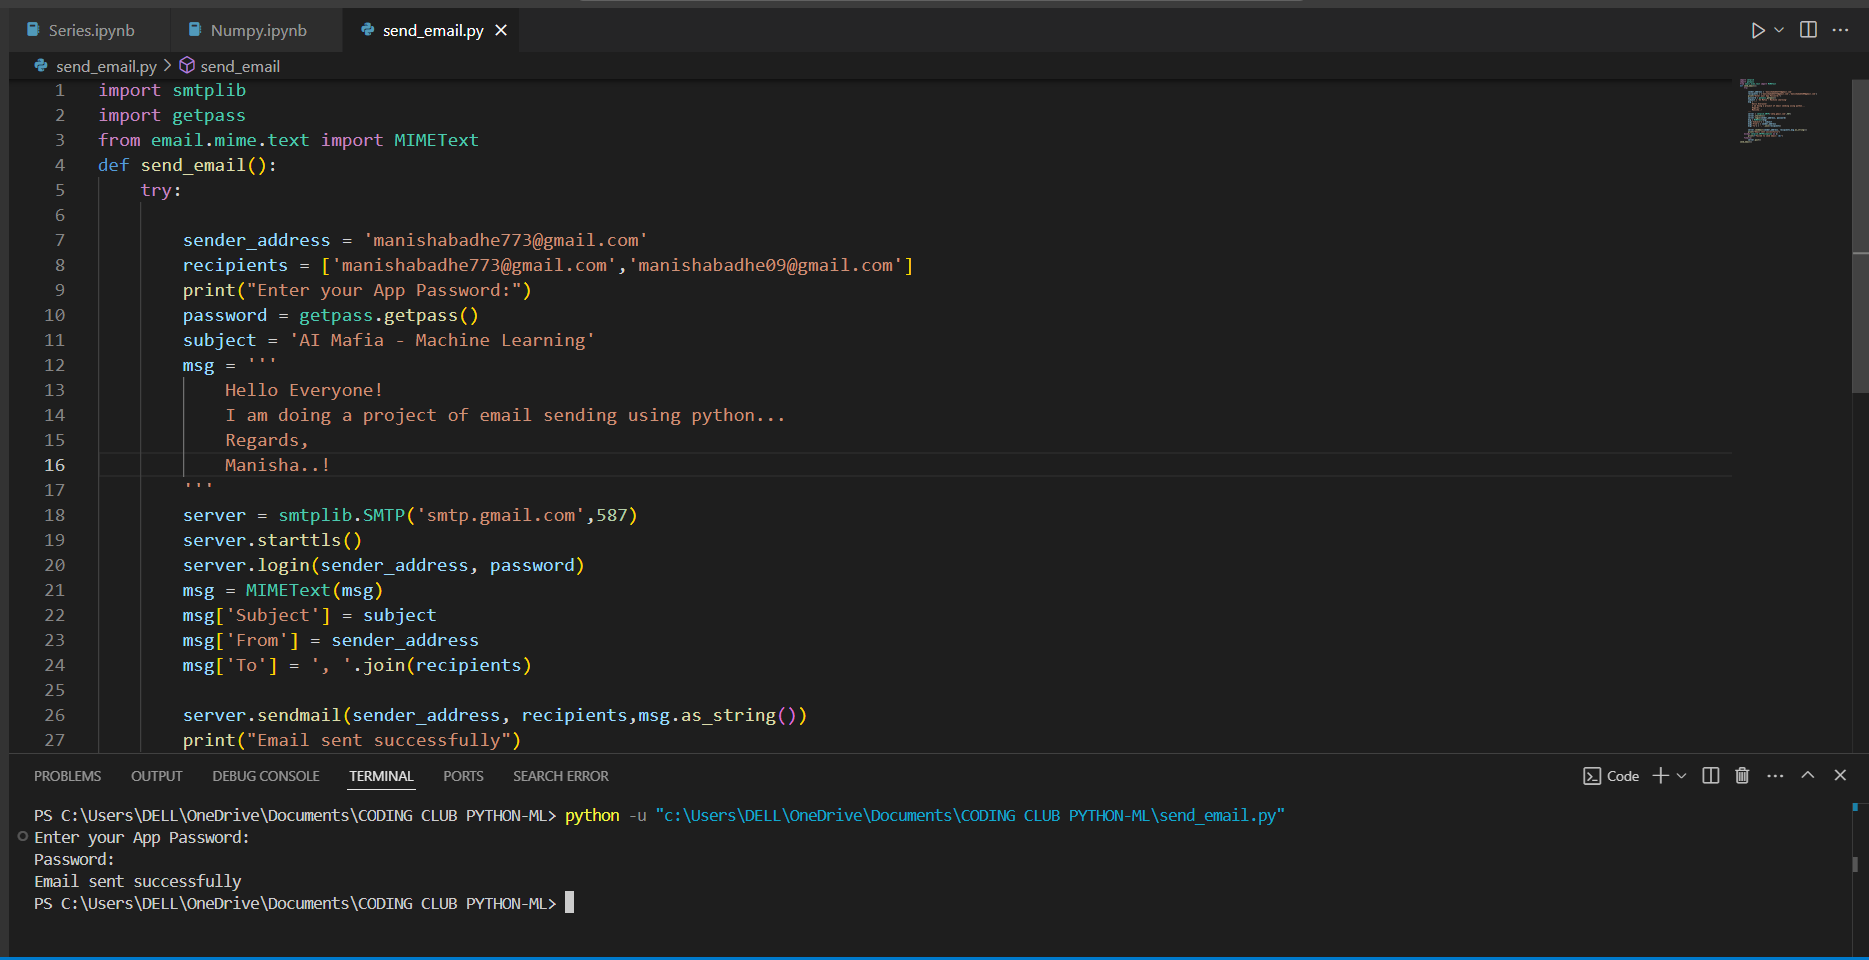 Series.ipynb Numpy.ipynb send_email.py
send_email.py > send_email
1 import smtplib
2 import getpass
3 from email.mime.text import MIMEText
4 def send_email():
5     try:
6
7         sender_address = 'manishabadhe773@gmail.com'
8         recipients = ['manishabadhe773@gmail.com','manishabadhe09@gmail.com']
9         print("Enter your App Password:")
10         password = getpass.getpass()
11         subject = 'AI Mafia - Machine Learning'
12         msg = '''
13             Hello Everyone!
14             I am doing a project of email sending using python...
15             Regards,
16             Manisha..!
17         '''
18         server = smtplib.SMTP('smtp.gmail.com',587)
19         server.starttls()
20         server.login(sender_address, password)
21         msg = MIMEText(msg)
22         msg['Subject'] = subject
23         msg['From'] = sender_address
24         msg['To'] = ', '.join(recipients)
25
26         server.sendmail(sender_address, recipients,msg.as_string())
27         print("Email sent successfully")
PROBLEMS OUTPUT DEBUG CONSOLE TERMINAL PORTS SEARCH ERROR Code
PS C:\Users\DELL\OneDrive\Documents\CODING CLUB PYTHON-ML> python -u "c:\Users\DELL\OneDrive\Documents\CODING CLUB PYTHON-ML\send_email.py"
Enter your App Password:
Password:
Email sent successfully
PS C:\Users\DELL\OneDrive\Documents\CODING CLUB PYTHON-ML>